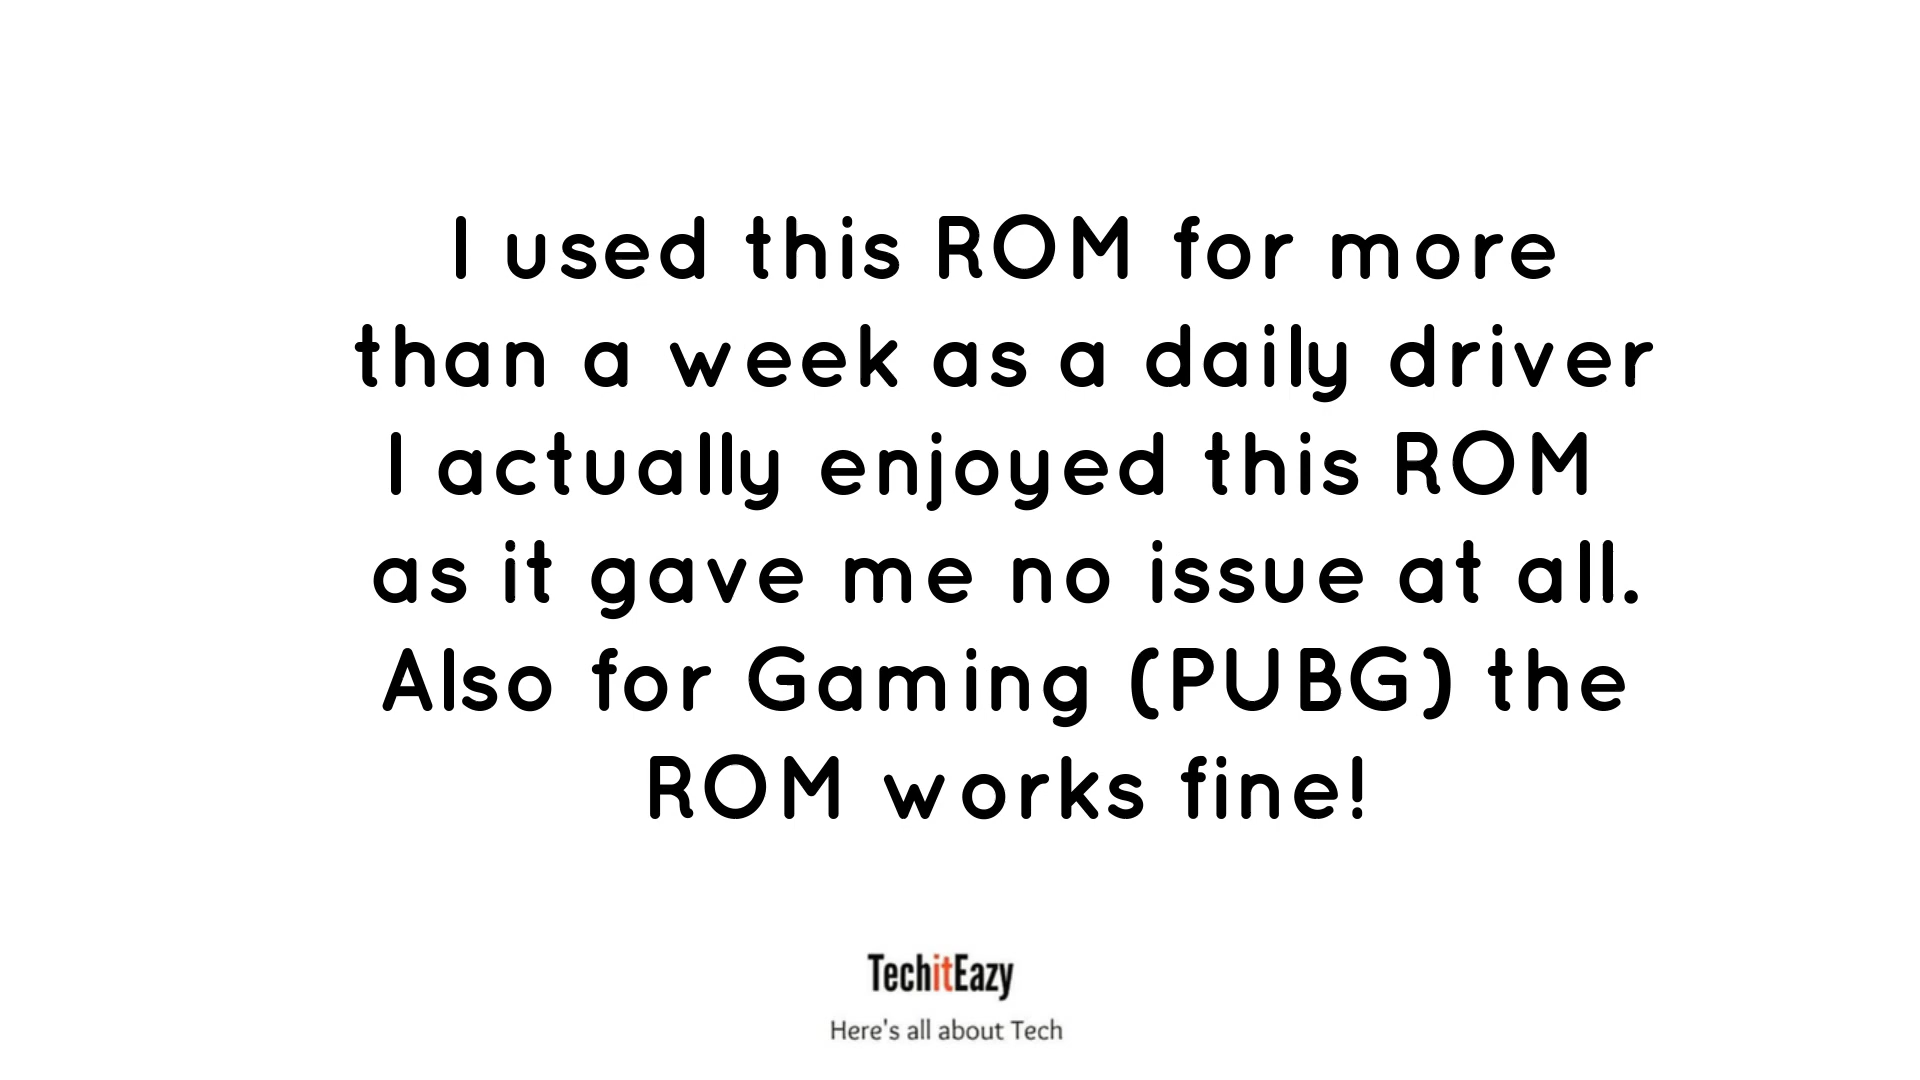 I used this ROM for more
than a week as a daily driver
I actually enjoyed this ROM
as it gave me no issue at all.
Also for Gaming (PUBG) the
ROM works fine!
TechitEazy
Here's all about Tech